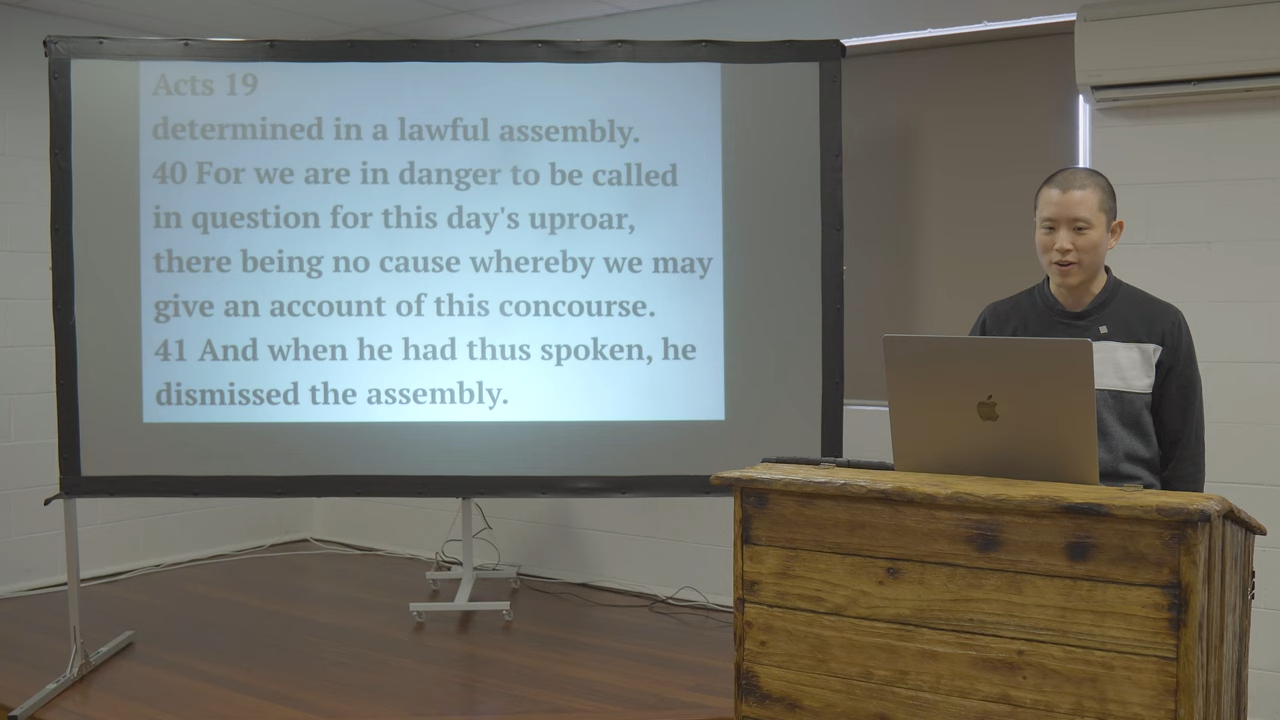 Acts 19
determined in a lawful assembly.
40 For we are in danger to be called
in question for this day's uproar,
there being no cause whereby we may
give an account of this concourse.
41 And when he had thus spoken, he
dismissed the assembly.